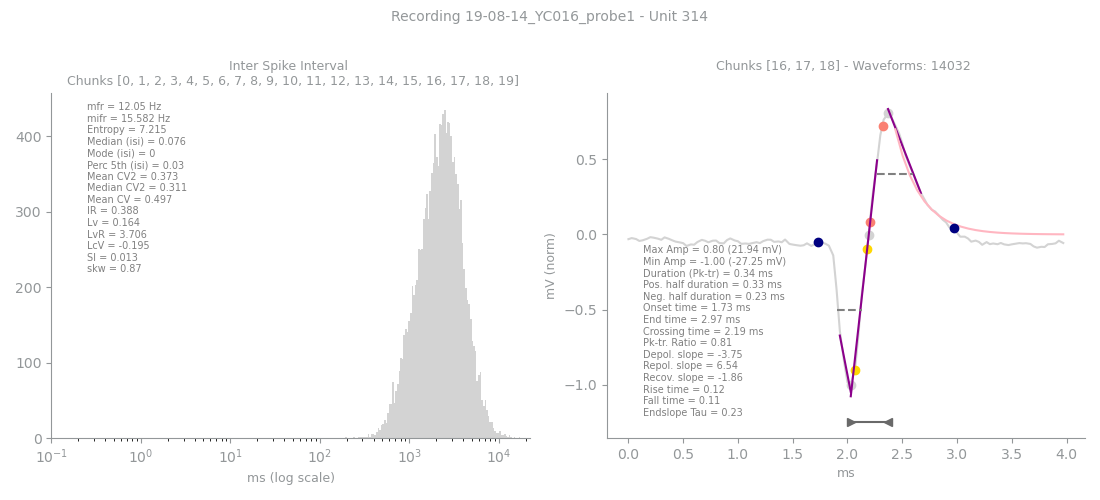 Recording 19-08-14_YC016_probe1 - Unit 314
Inter Spike Interval
Chunks [0, 1, 2, 3, 4, 5, 6, 7, 8, 9, 10, 11, 12, 13, 14, 15, 16, 17, 18, 19]
mfr = 12.05 Hz
mifr = 15.582 Hz
Entropy = 7.215
Median (isi) = 0.076
Mode (isi) = 0
Perc 5th (isi) = 0.03
Mean CV2 = 0.373
Median CV2 = 0.311
Mean CV = 0.497
IR = 0.388
Lv = 0.164
LvR = 3.706
LcV = -0.195
SI = 0.013
skw = 0.87
400
300
200
100
0
10⁻¹ 10⁰ 10¹ 10² 10³ 10⁴
ms (log scale)
Chunks [16, 17, 18] - Waveforms: 14032
mV (norm)
0.5
0.0
−0.5
−1.0
Max Amp = 0.80 (21.94 mV)
Min Amp = -1.00 (-27.25 mV)
Duration (Pk-tr) = 0.34 ms
Pos. half duration = 0.33 ms
Neg. half duration = 0.23 ms
Onset time = 1.73 ms
End time = 2.97 ms
Crossing time = 2.19 ms
Pk-tr. Ratio = 0.81
Depol. slope = -3.75
Repol. slope = 6.54
Recov. slope = -1.86
Rise time = 0.12
Fall time = 0.11
Endslope Tau = 0.23
0.0 0.5 1.0 1.5 2.0 2.5 3.0 3.5 4.0
ms